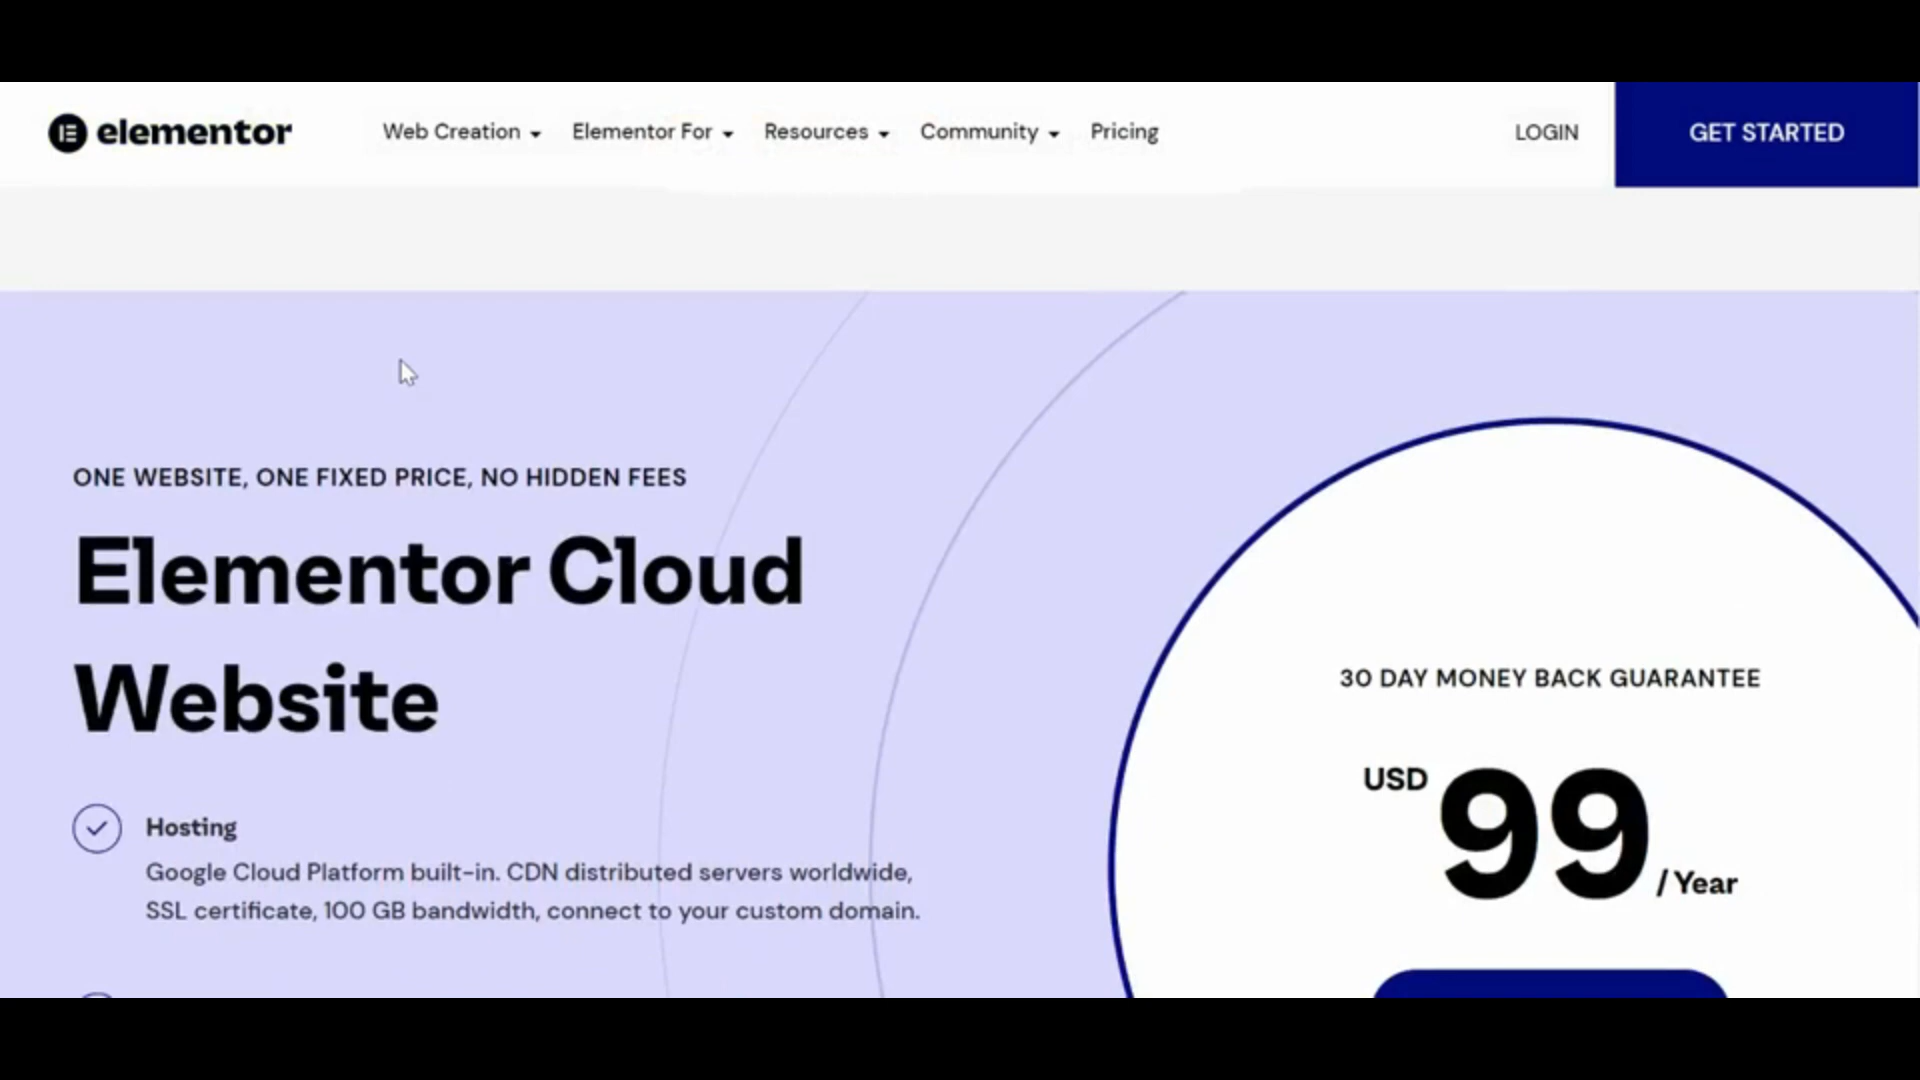 elementor
Web Creation
Elementor For
Resources
Community
Pricing
LOGIN
GET STARTED
ONE WEBSITE, ONE FIXED PRICE, NO HIDDEN FEES
Elementor Cloud
Website
Hosting
Google Cloud Platform built-in. CDN distributed servers worldwide,
SSL certificate, 100 GB bandwidth, connect to your custom domain.
30 DAY MONEY BACK GUARANTEE
USD 99 / Year